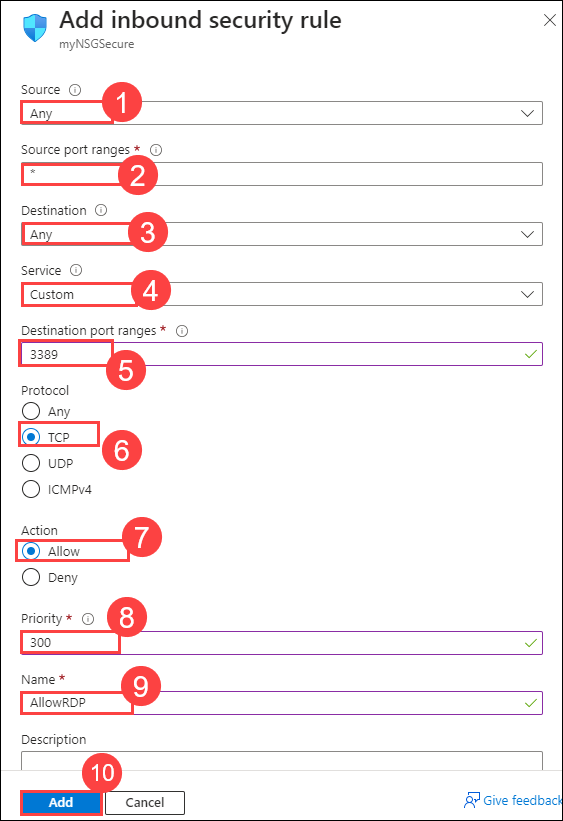 Add inbound security rule
myNSGSecure
Source
Any
1
Source port ranges *
*
2
Destination
Any
3
Service
Custom
4
Destination port ranges *
3389
5
Protocol
Any
TCP
6
UDP
ICMPv4
Action
7
Allow
Deny
Priority *
8
300
Name *
9
AllowRDP
Description
10
Add Cancel Give feedback